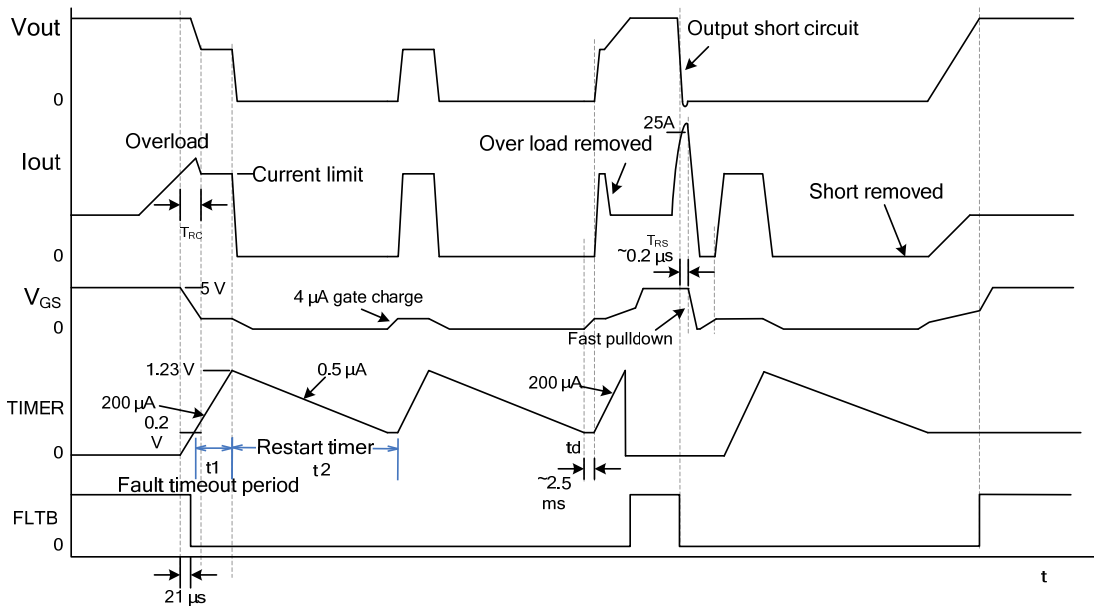 Vout
0
Output short circuit
Overload
Iout
Current limit
0
TRC
25A
Over load removed
Short removed
TRS
~0.2 µs
VGS
5 V
0
4 µA gate charge
Fast pulldown
1.23 V
0.5 µA
200 µA
TIMER
200 µA
0.2
V
0
Restart timer
t1
t2
td
Fault timeout period
~2.5
ms
FLTB
0
t
21 µs